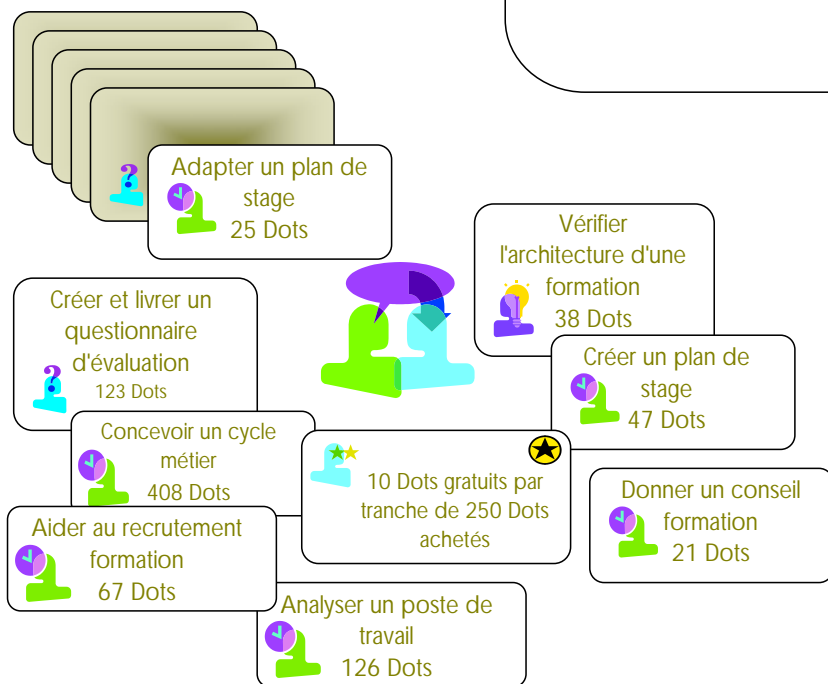 Adapter un plan de
stage
25 Dots
Vérifier
l'architecture d'une
formation
38 Dots
Créer et livrer un
questionnaire
d'évaluation
123 Dots
Créer un plan de
stage
47 Dots
Concevoir un cycle
métier
408 Dots
10 Dots gratuits par
tranche de 250 Dots
achetés
Donner un conseil
formation
21 Dots
Aider au recrutement
formation
67 Dots
Analyser un poste de
travail
126 Dots